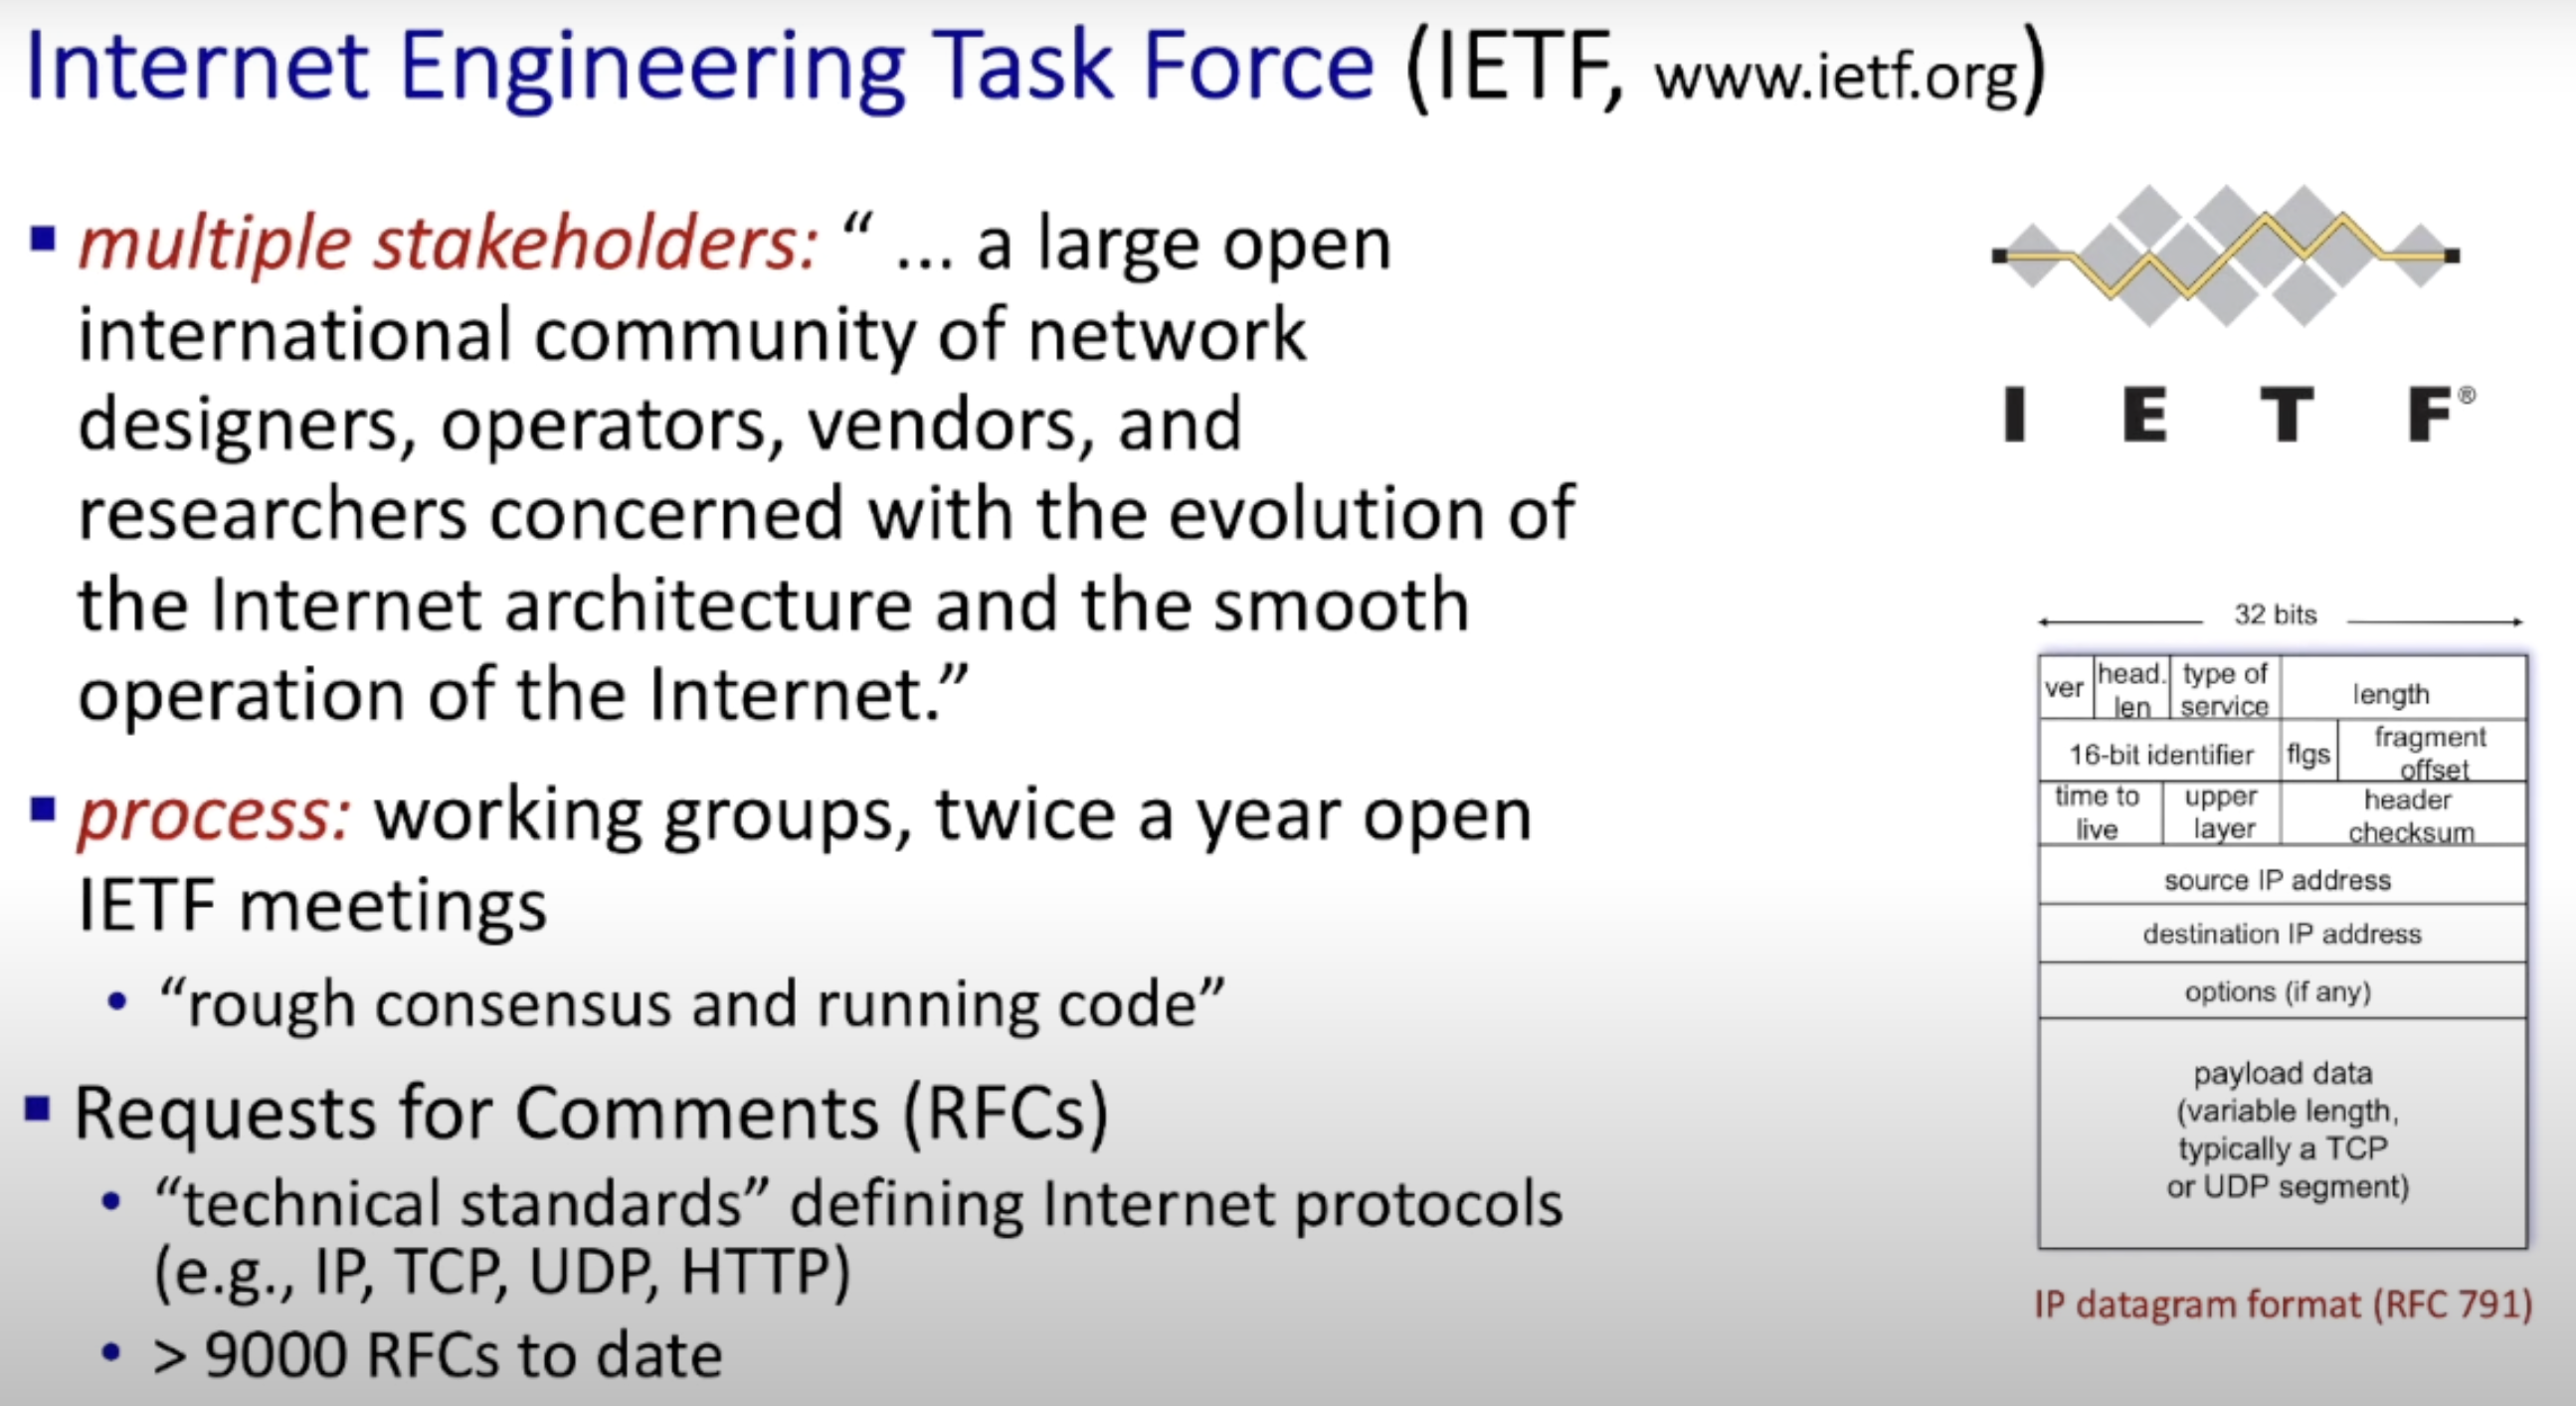 Internet Engineering Task Force (IETF, www.ietf.org)
▪ multiple stakeholders: “ ... a large open
international community of network
designers, operators, vendors, and
researchers concerned with the evolution of
the Internet architecture and the smooth
operation of the Internet.”
▪ process: working groups, twice a year open
IETF meetings
• “rough consensus and running code”
▪ Requests for Comments (RFCs)
• “technical standards” defining Internet protocols
(e.g., IP, TCP, UDP, HTTP)
• > 9000 RFCs to date
I E T F®
32 bits
ver
head.
len
type of
service
length
16-bit identifier
flgs
fragment
offset
time to
live
upper
layer
header
checksum
source IP address
destination IP address
options (if any)
payload data
(variable length,
typically a TCP
or UDP segment)
IP datagram format (RFC 791)